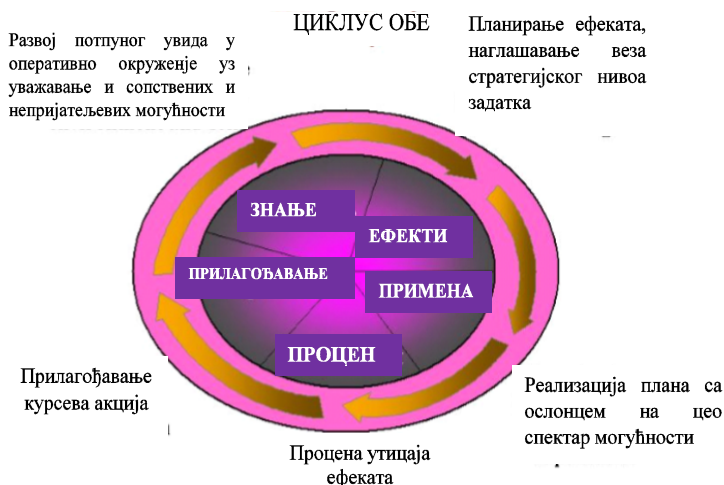 ЦИКЛУС ОБЕ
Развој потпуног увида у
оперативно окружење уз
уважавање и сопствених и
непријатељевих могућности
Планирање ефеката,
наглашавање веза
стратегијског нивоа
задатка
ЗНАЊЕ
ЕФЕКТИ
ПРИЛАГОЂАВАЊЕ
ПРИМЕНА
ПРОЦЕН
Прилагођавање
курсева акција
Реализација плана са
ослонцем на цео
спектар могућности
Процена утицаја
ефеката